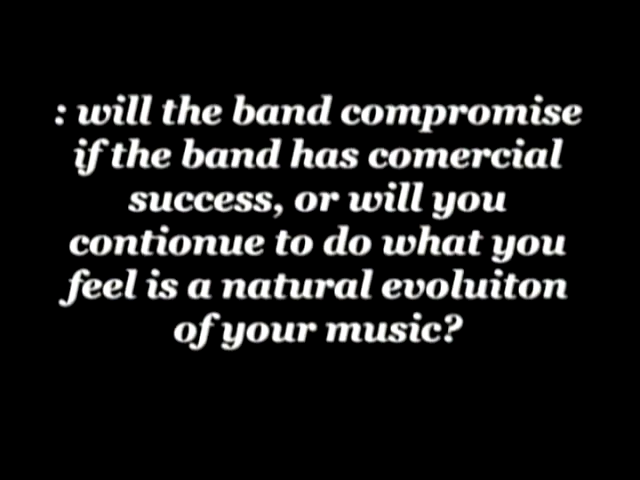 : will the band compromise
if the band has comercial
success, or will you
contionue to do what you
feel is a natural evoluiton
of your music?